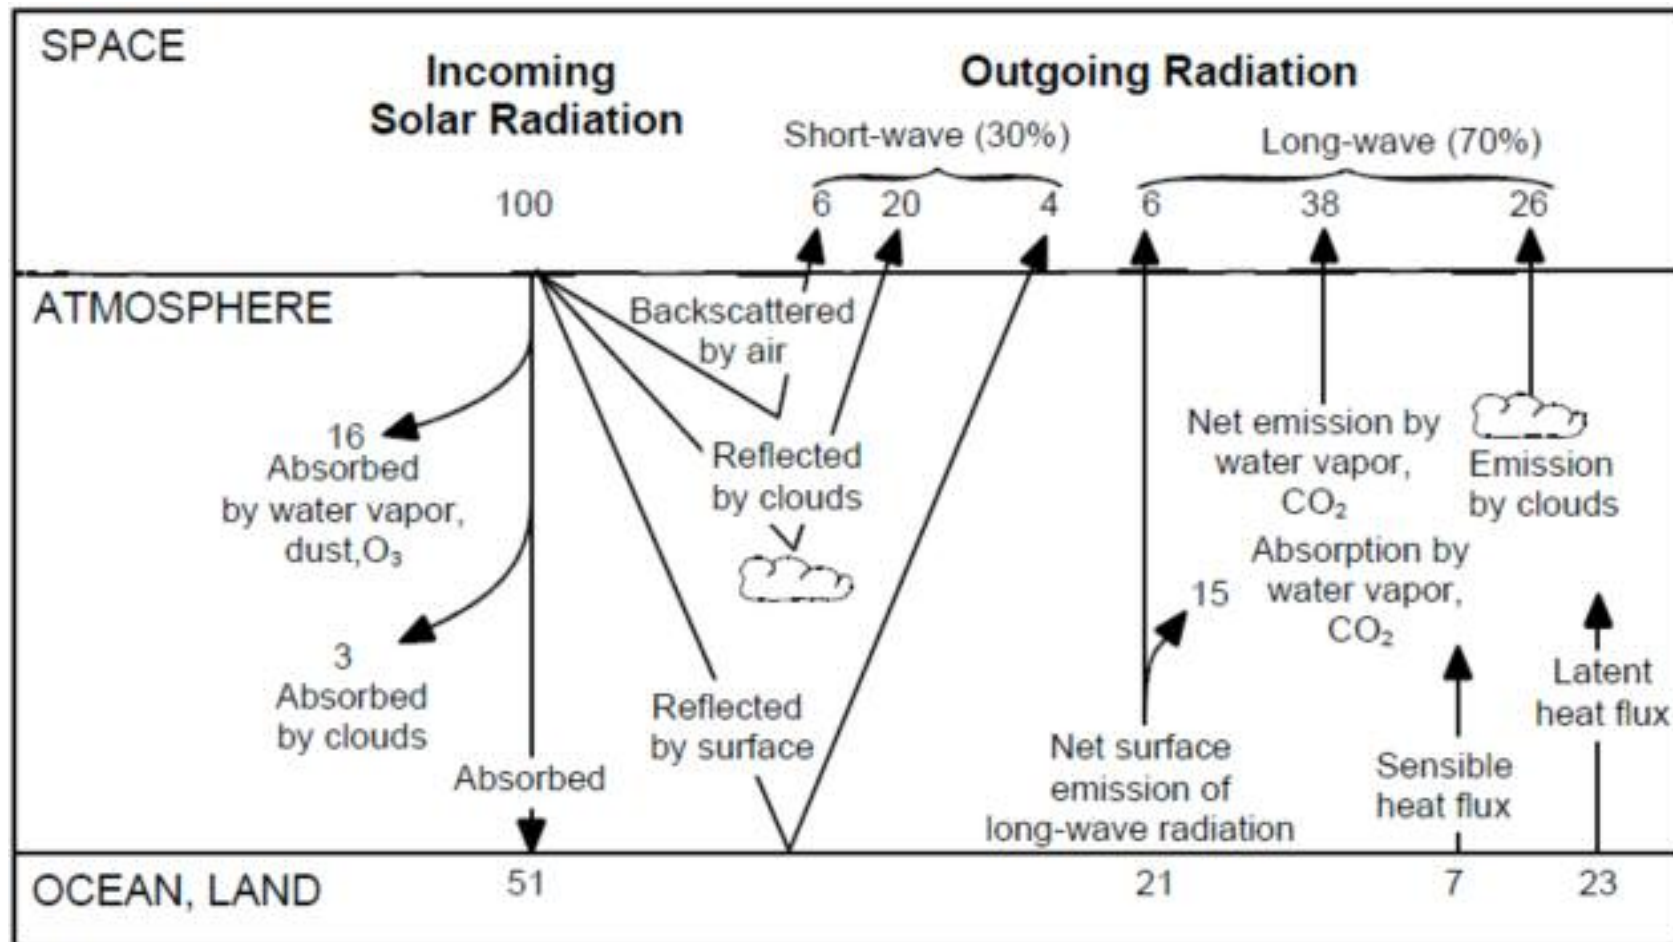 SPACE
Incoming
Solar Radiation
Outgoing Radiation
Short-wave (30%)
Long-wave (70%)
100
6
20
4
6
38
26
ATMOSPHERE
Backscattered
by air
16
Absorbed
by water vapor,
dust,O₃
Reflected
by clouds
Net emission by
water vapor,
CO₂
Emission
by clouds
Absorption by
water vapor,
CO₂
15
3
Absorbed
by clouds
Absorbed
Reflected
by surface
Net surface
emission of
long-wave radiation
Sensible
heat flux
Latent
heat flux
OCEAN, LAND
51
21
7
23